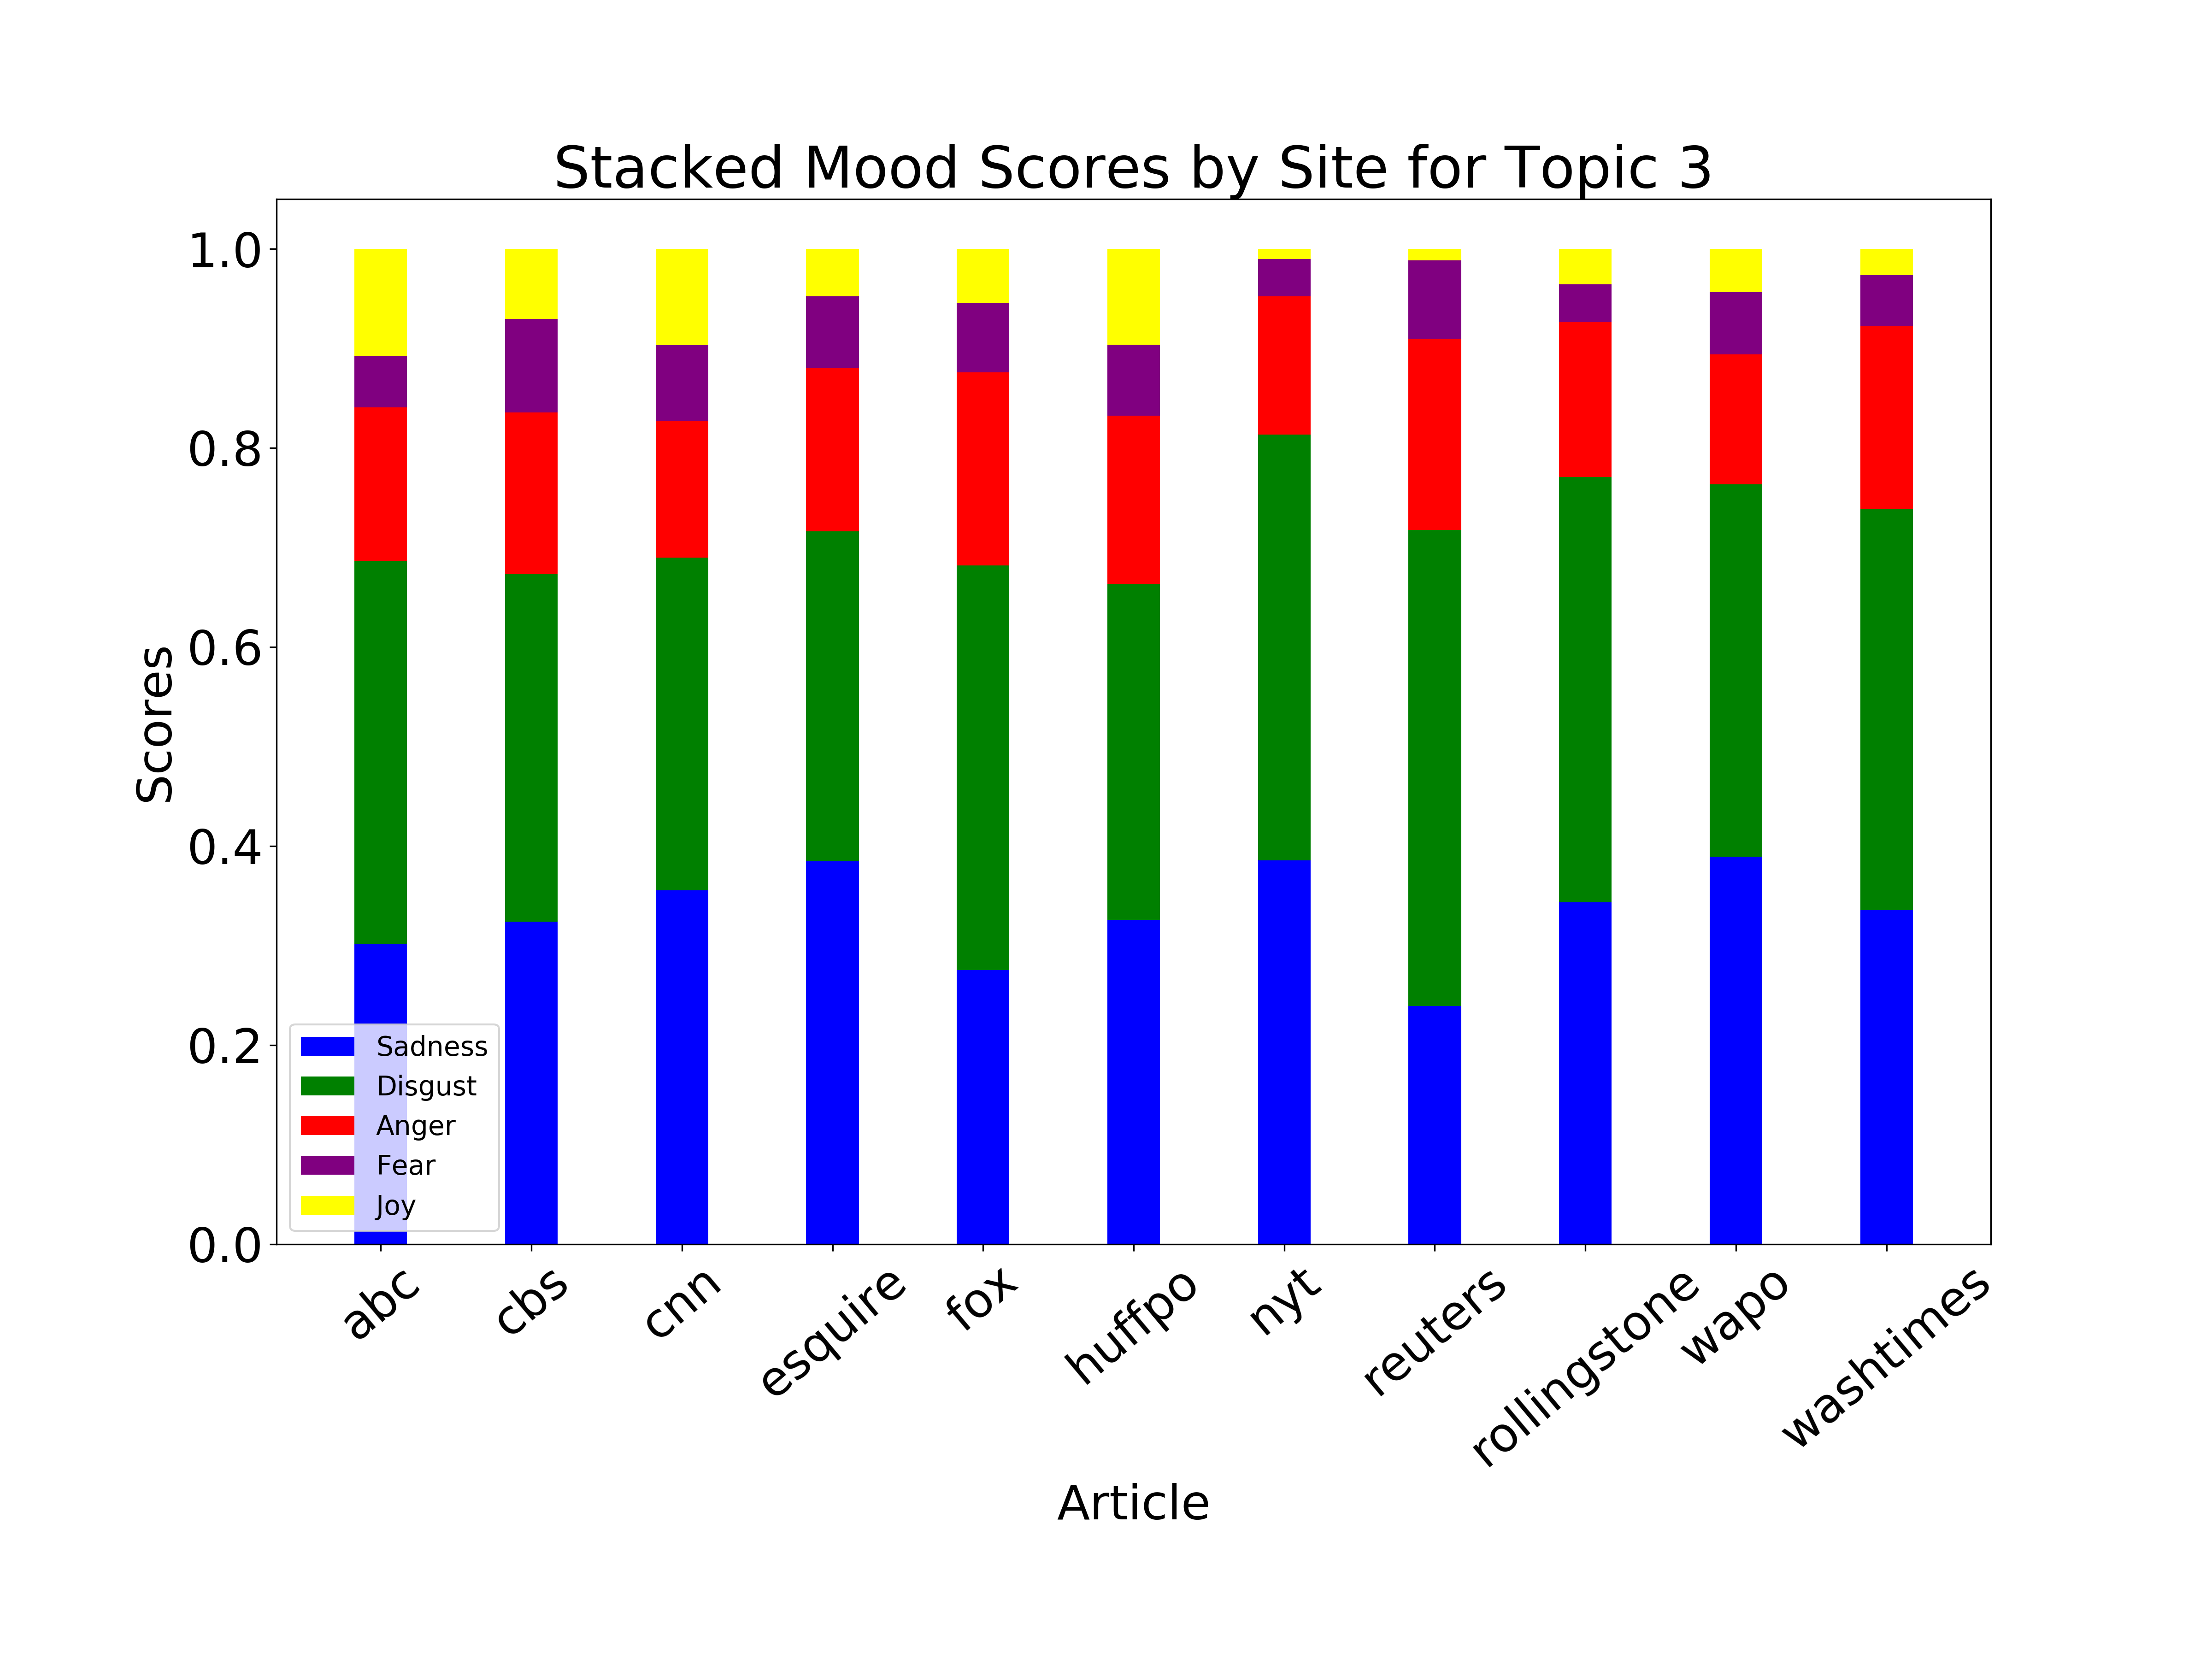 Stacked Mood Scores by Site for Topic 3
1.0
0.8
0.6
0.4
0.2
0.0
Scores
Sadness
Disgust
Anger
Fear
Joy
abc
cbs
cnn
esquire
fox
huffpo
nyt
reuters
rollingstone
wapo
washtimes
Article